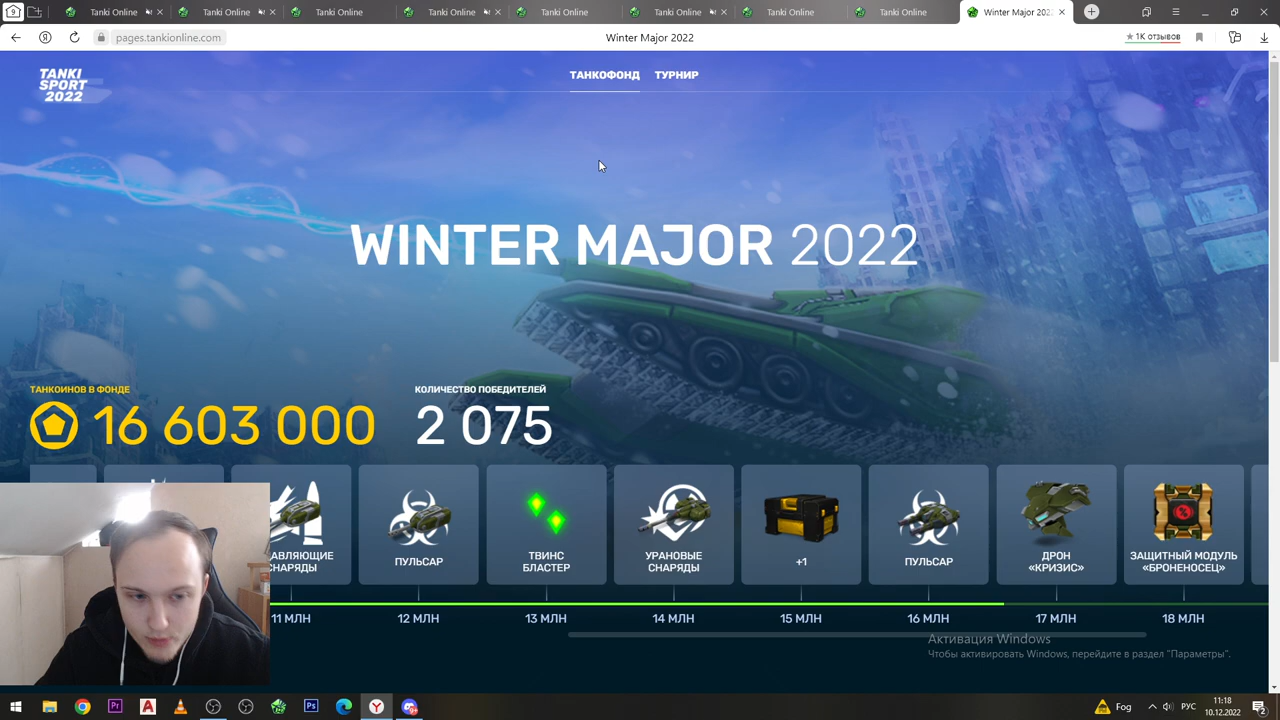 9
Tanki Online
Tanki Online
Tanki Online
Tanki Online
Tanki Online
Tanki Online
Tanki Online
Tanki Online
Winter Major 202
pages.tankionline.com
Winter Major 2022
★ 1K отзывов
TANKI
SPORT
2022
ТАНКОФОНД
ТУРНИР
WINTER MAJOR 2022
ТАНКОИНОВ В ФОНДЕ
16 603 000
КОЛИЧЕСТВО ПОБЕДИТЕЛЕЙ
2 075
АВЛЯЮЩИЕ
СНАРЯДЫ
ПУЛЬСАР
ТВИНС
БЛАСТЕР
УРАНОВЫЕ
СНАРЯДЫ
+1
ПУЛЬСАР
ДРОН
«КРИЗИС»
ЗАЩИТНЫЙ МОДУЛЬ
«БРОНЕНОСЕЦ»
11 МЛН
12 МЛН
13 МЛН
14 МЛН
15 МЛН
16 МЛН
17 МЛН
18 МЛН
Активация Windows
Чтобы активировать Windows, перейдите в раздел "Параметры".
Fog
РУС
11:18
10.12.2022
2